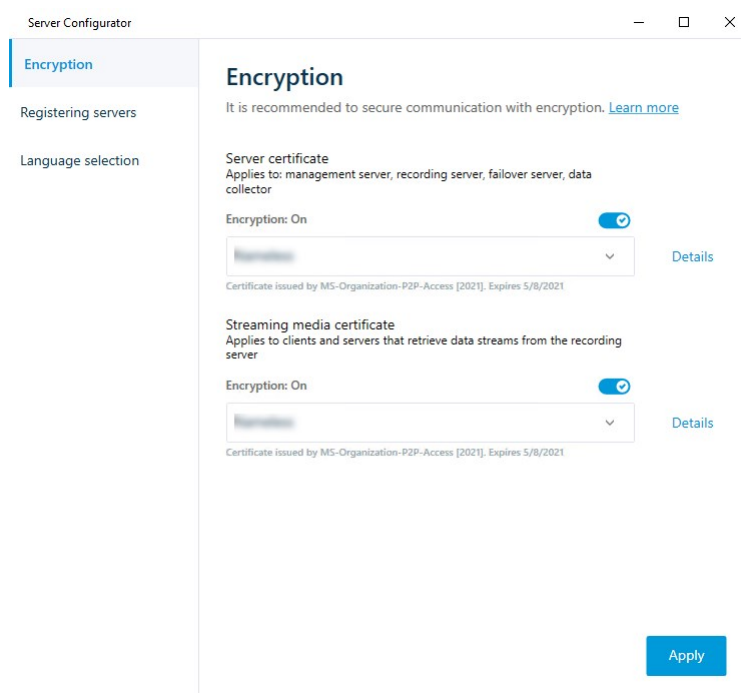 Server Configurator
Encryption
Registering servers
Language selection
Encryption
It is recommended to secure communication with encryption. Learn more
Server certificate
Applies to: management server, recording server, failover server, data
collector
Encryption: On
Details
Certificate issued by MS-Organization-P2P-Access [2021]. Expires 5/8/2021
Streaming media certificate
Applies to clients and servers that retrieve data streams from the recording
server
Encryption: On
Details
Certificate issued by MS-Organization-P2P-Access [2021]. Expires 5/8/2021
Apply